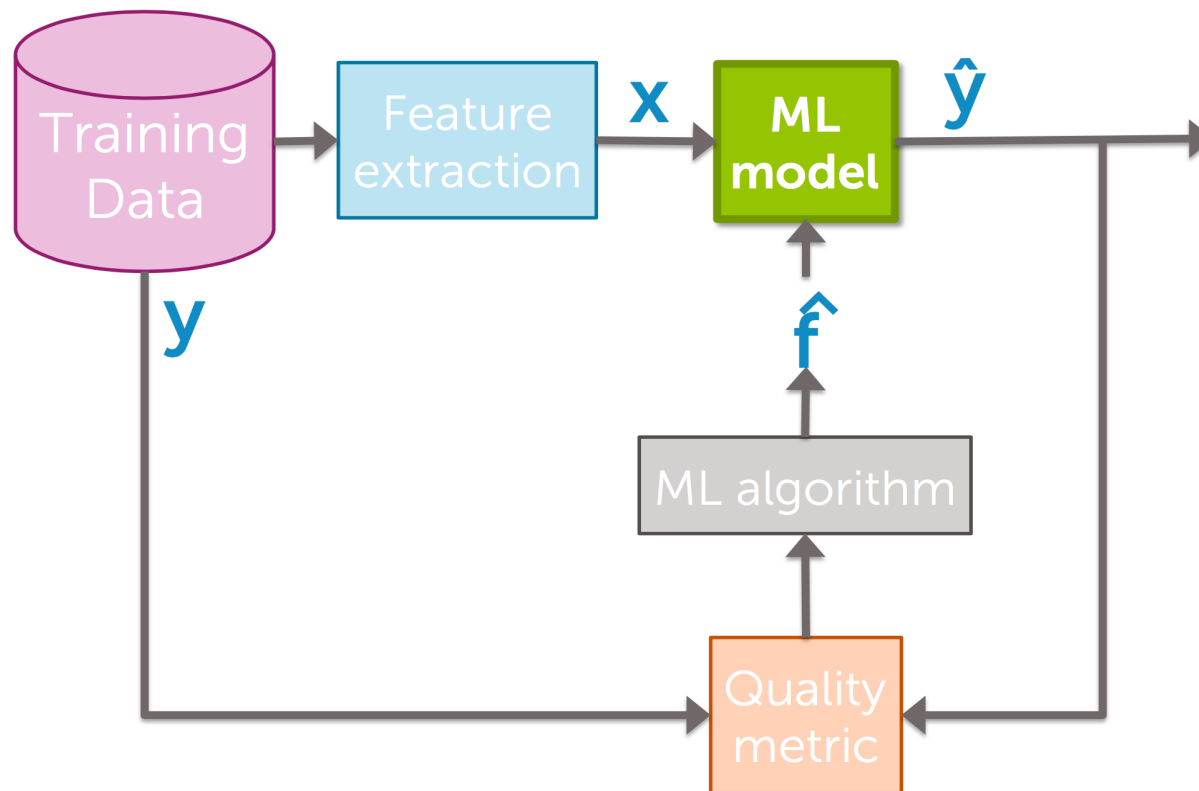 Training
Data
Feature
extraction
x
ML
model
ŷ
y
f̂
ML algorithm
Quality
metric